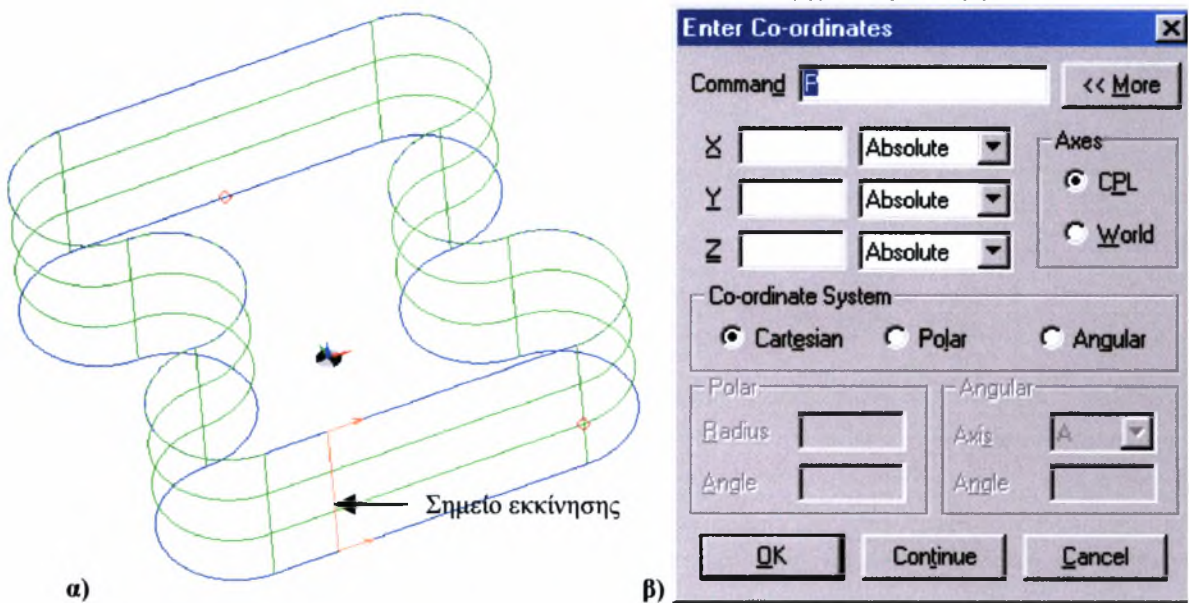 Σημείο εκκίνησης
α)
β)
Enter Co-ordinates
Command P << More
X Absolute
Y Absolute
Z Absolute
Axes
CPL
World
Co-ordinate System
Cartesian Polar Angular
Polar
Radius
Angle
Angular
Axis A
Angle
OK Continue Cancel